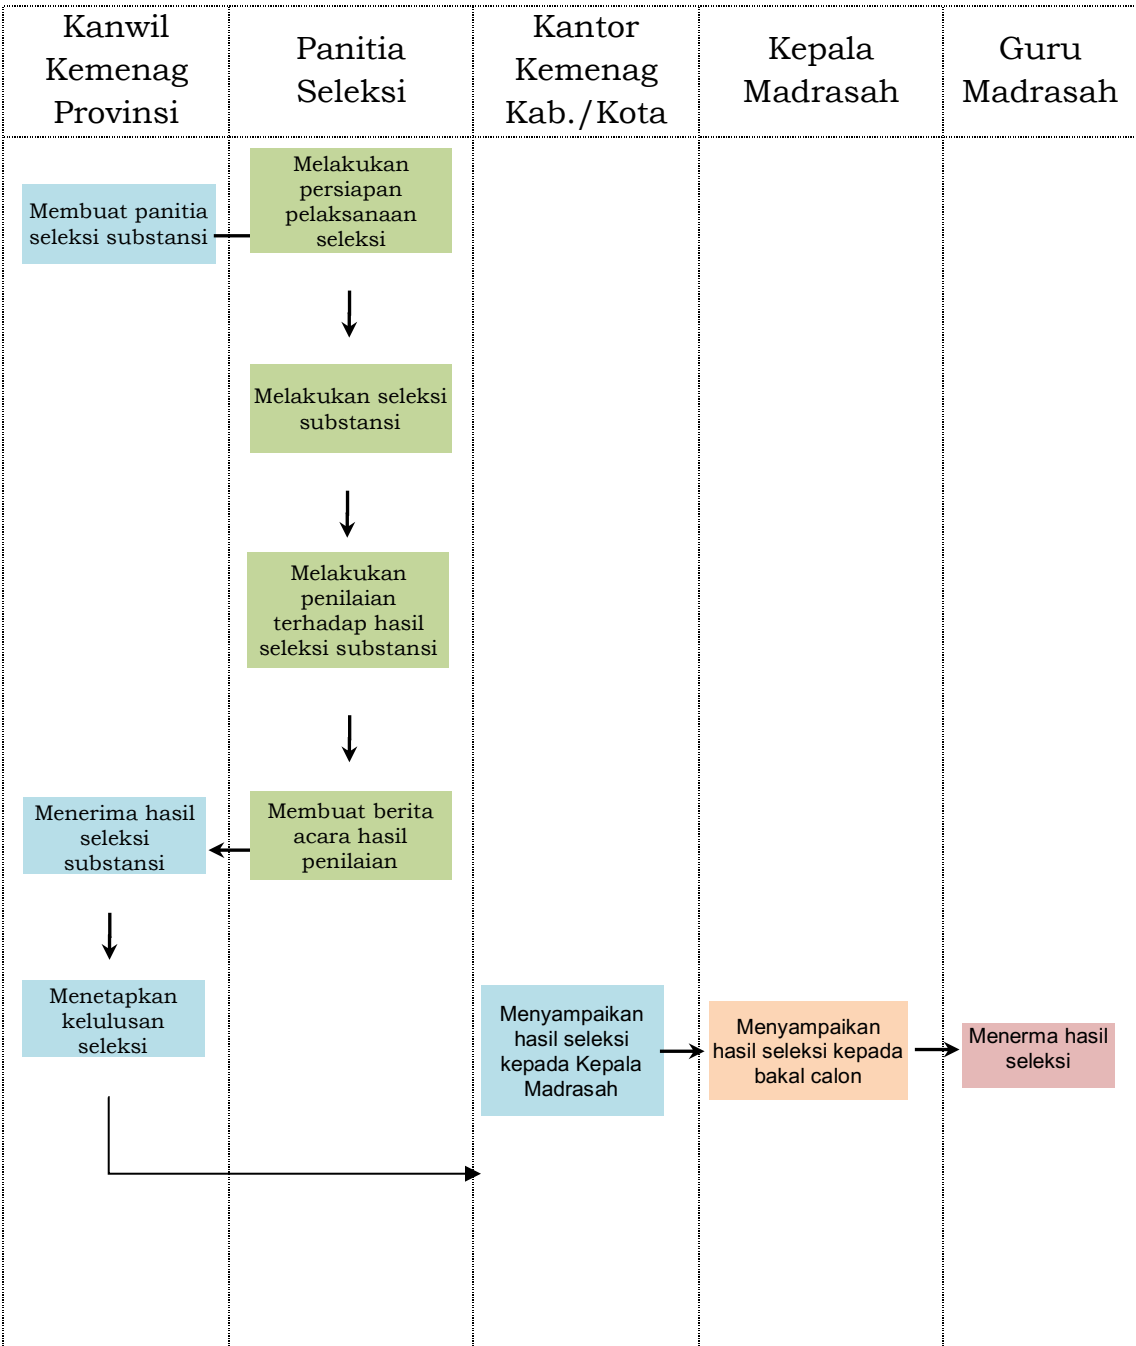 Kanwil
Kemenag
Provinsi
Panitia
Seleksi
Kantor
Kemenag
Kab./Kota
Kepala
Madrasah
Guru
Madrasah
Membuat panitia
seleksi substansi
Melakukan
persiapan
pelaksanaan
seleksi
Melakukan seleksi
substansi
Melakukan
penilaian
terhadap hasil
seleksi substansi
Membuat berita
acara hasil
penilaian
Menerima hasil
seleksi
substansi
Menetapkan
kelulusan
seleksi
Menyampaikan
hasil seleksi
kepada Kepala
Madrasah
Menyampaikan
hasil seleksi kepada
bakal calon
Menerma hasil
seleksi